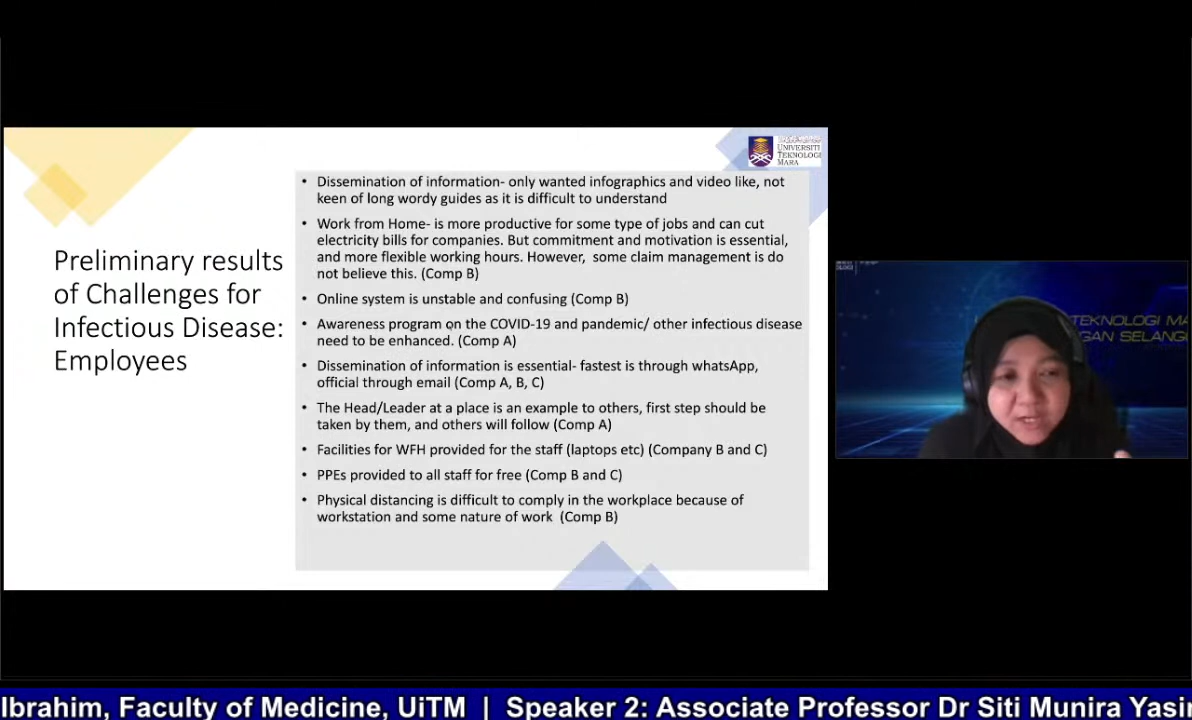 UNIVERSITI
TEKNOLOGI
MARA
Preliminary results
of Challenges for
Infectious Disease:
Employees
• Dissemination of information- only wanted infographics and video like, not
keen of long wordy guides as it is difficult to understand
• Work from Home- is more productive for some type of jobs and can cut
electricity bills for companies. But commitment and motivation is essential,
and more flexible working hours. However, some claim management is do
not believe this. (Comp B)
• Online system is unstable and confusing (Comp B)
• Awareness program on the COVID-19 and pandemic/ other infectious disease
need to be enhanced. (Comp A)
• Dissemination of information is essential- fastest is through whatsApp,
official through email (Comp A, B, C)
• The Head/Leader at a place is an example to others, first step should be
taken by them, and others will follow (Comp A)
• Facilities for WFH provided for the staff (laptops etc) (Company B and C)
• PPEs provided to all staff for free (Comp B and C)
• Physical distancing is difficult to comply in the workplace because of
workstation and some nature of work (Comp B)
TEKNOLOGI MA
GAN SELANG
Ibrahim, Faculty of Medicine, UiTM | Speaker 2: Associate Professor Dr Siti Munira Yasin